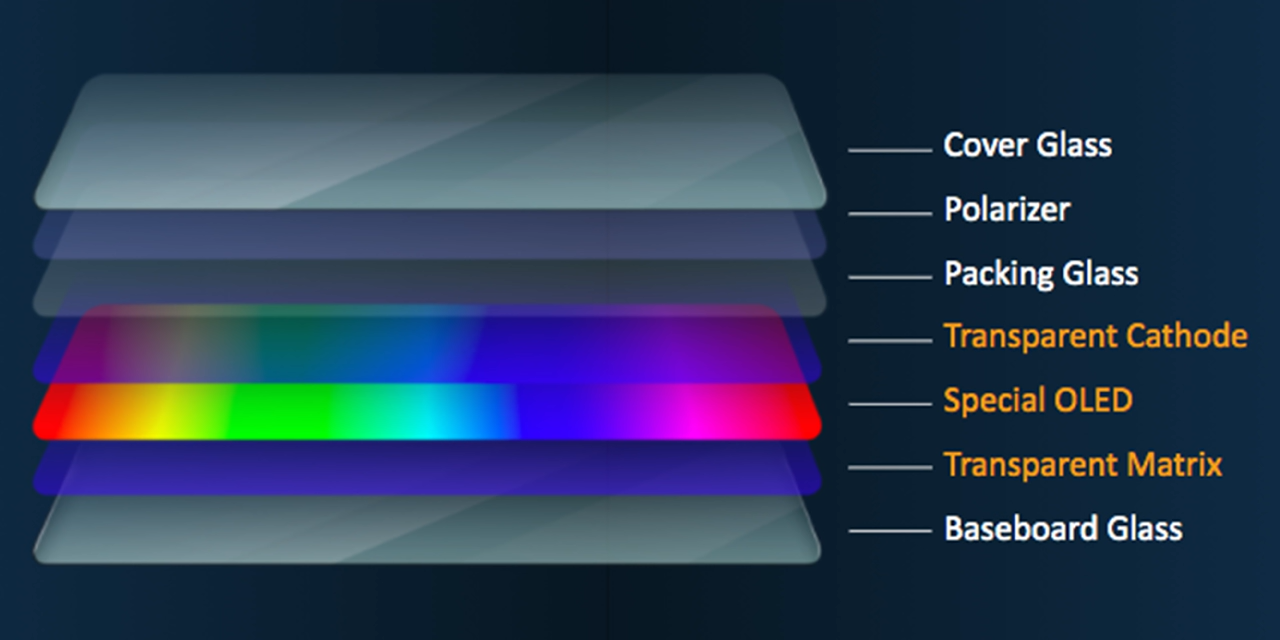 Cover Glass
Polarizer
Packing Glass
Transparent Cathode
Special OLED
Transparent Matrix
Baseboard Glass